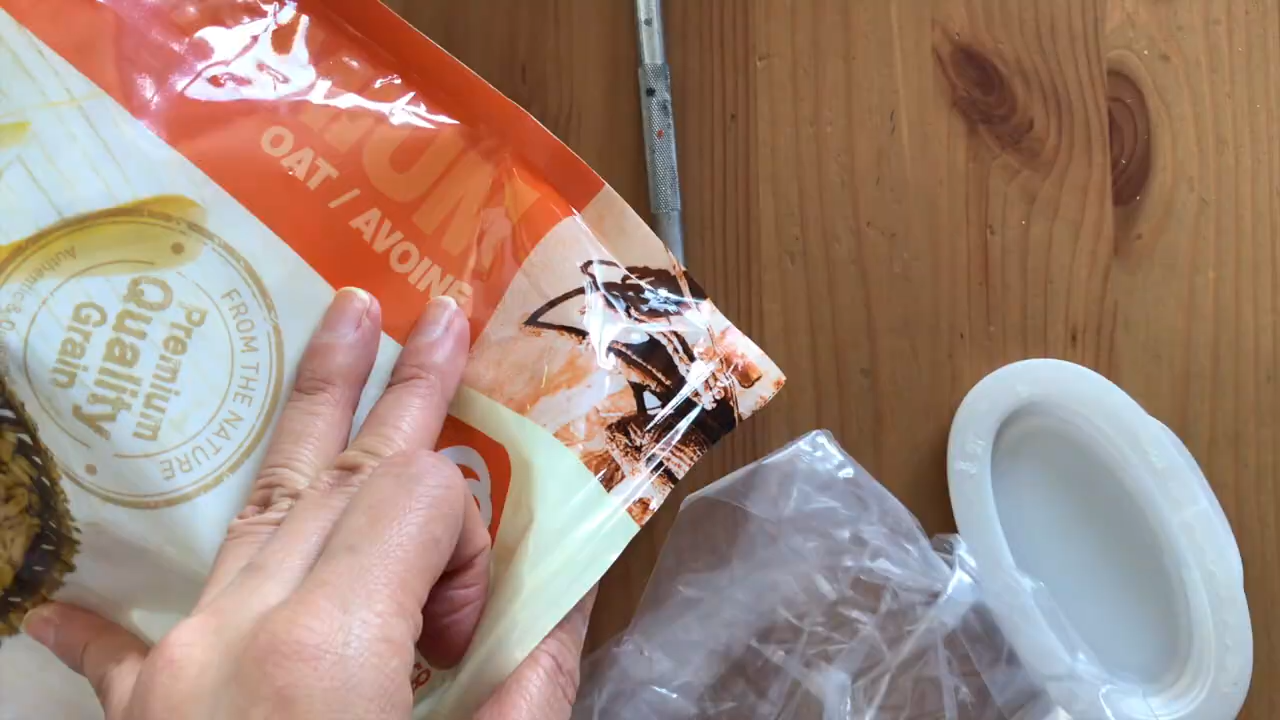 OAT / AVOINE
FROM THE NATURE
Premium
Quality
Grain